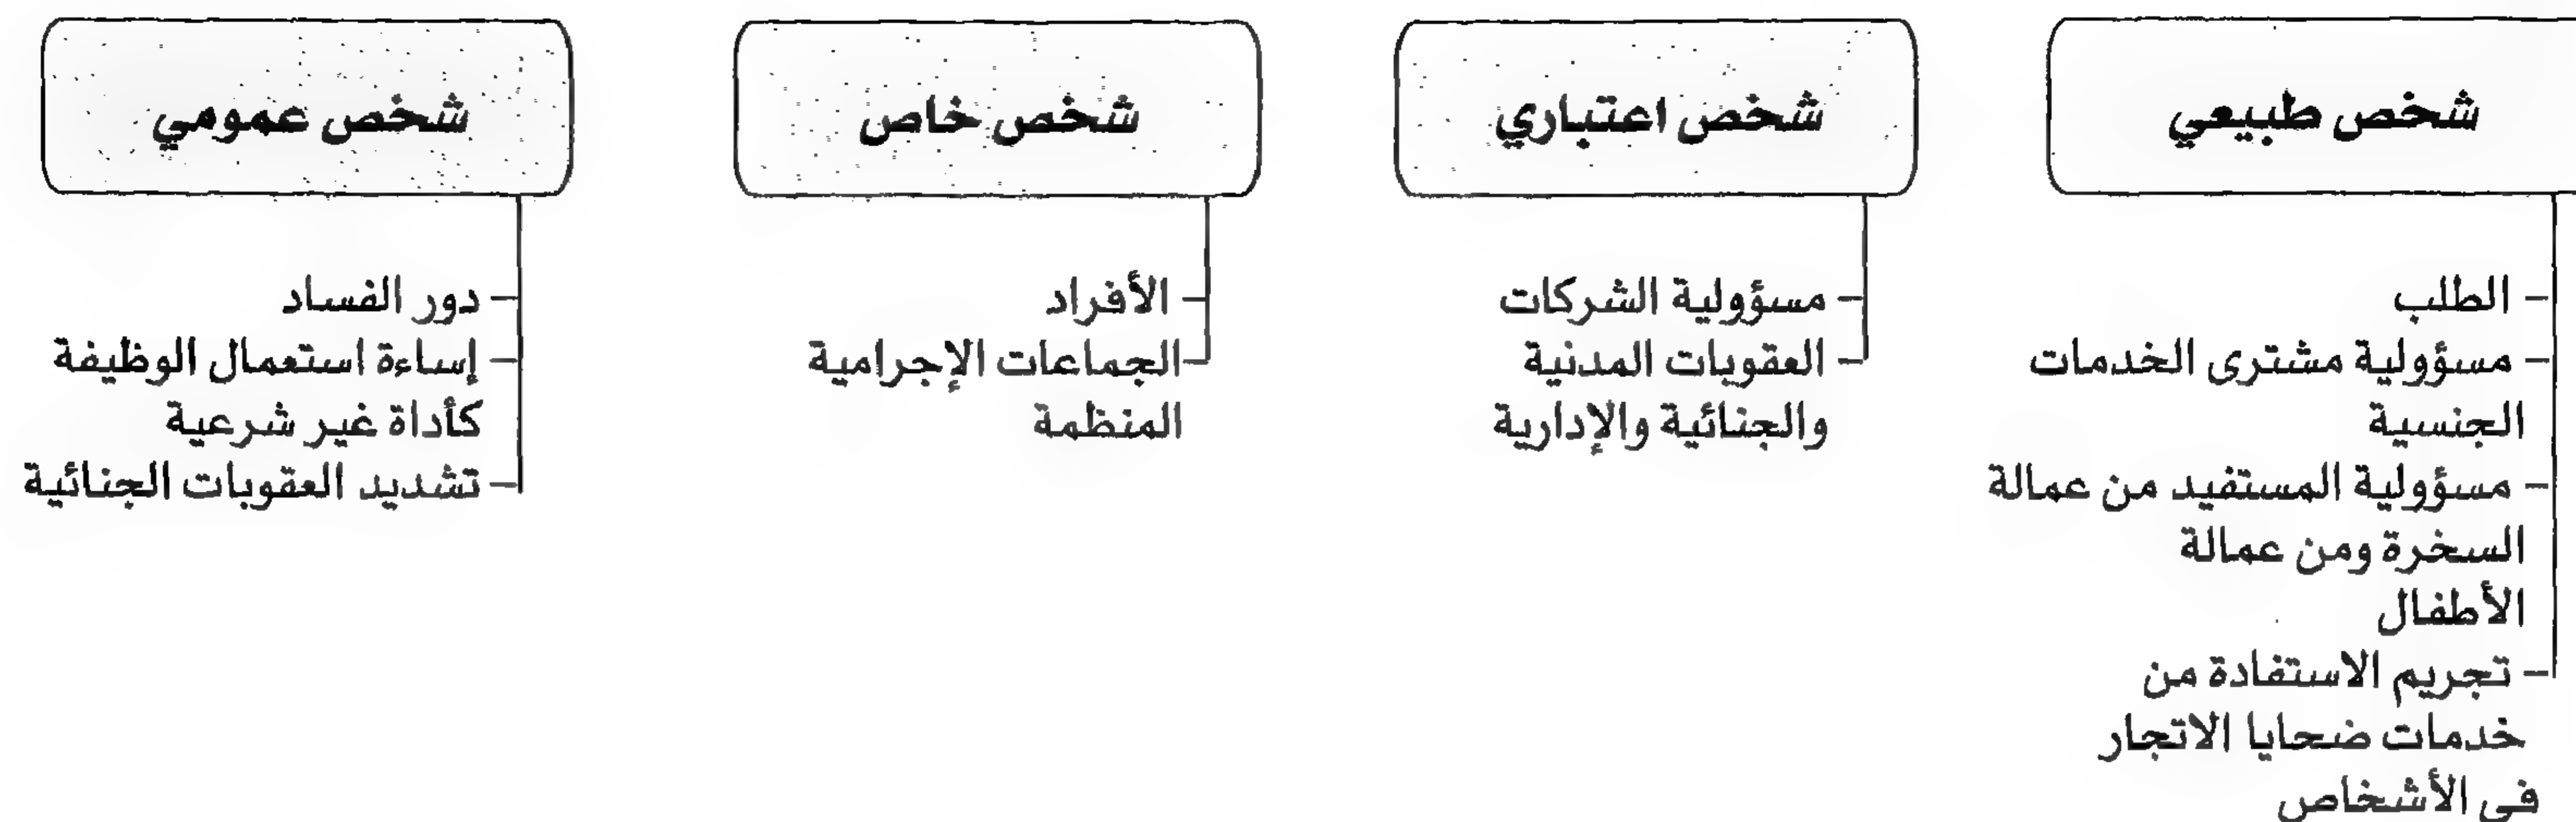 شخص طبيعي
– الطلب
– مسؤولية مشترى الخدمات
الجنسية
– مسؤولية المستفيد من عمالة
السخرة ومن عمالة
الأطفال
– تجريم الاستفادة من
خدمات ضحايا الاتجار
في الأشخاص
شخص اعتباري
– مسؤولية الشركات
– العقوبات المدنية
والجنائية والإدارية
شخص خاص
– الأفراد
– الجماعات الإجرامية
المنظمة
شخص عمومي
– دور الفساد
– إساءة استعمال الوظيفة
كأداة غير شرعية
– تشديد العقوبات الجنائية